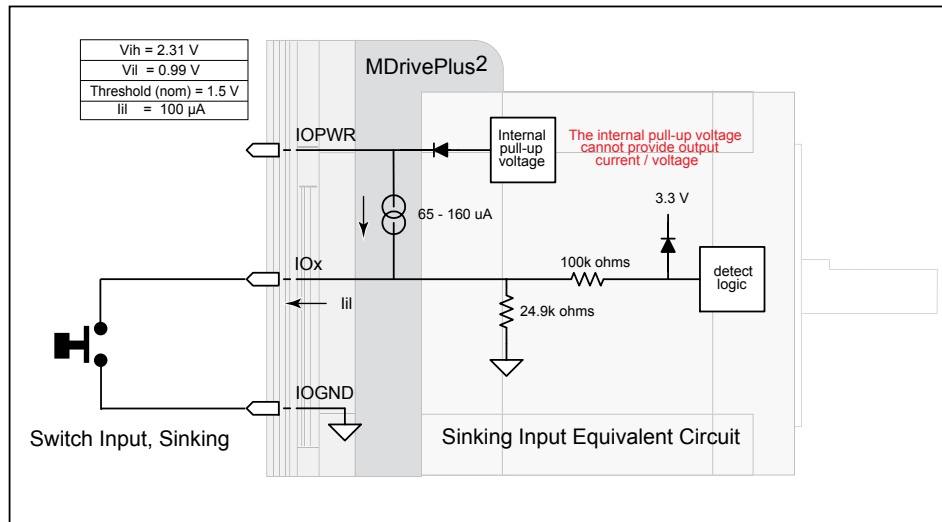 Vih = 2.31 V
Vil = 0.99 V
Threshold (nom) = 1.5 V
Iil = 100 µA
MDrivePlus2
IOPWR
Internal
pull-up
voltage
The internal pull-up voltage
cannot provide output
current / voltage
65 - 160 uA
3.3 V
IOx
100k ohms
detect
logic
Iil
24.9k ohms
IOGND
Switch Input, Sinking
Sinking Input Equivalent Circuit